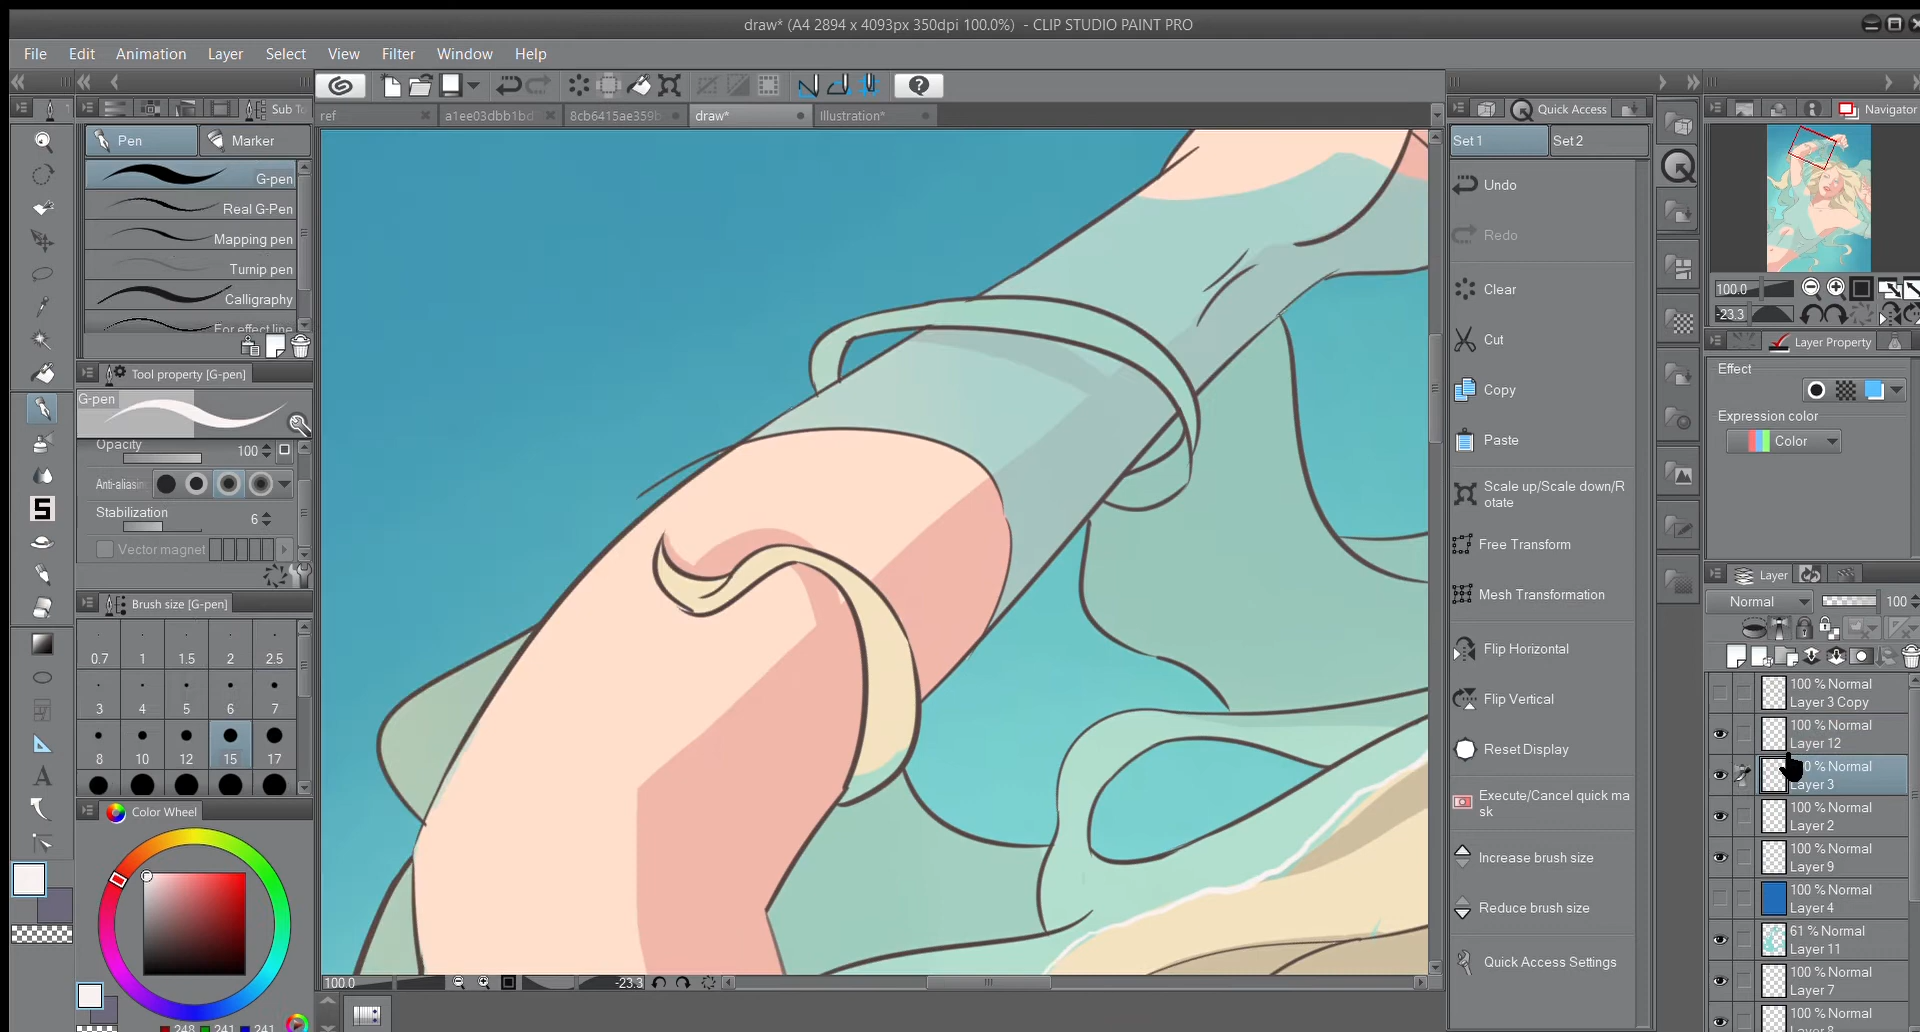 draw* (A4 2894 x 4093px 350dpi 100.0%) - CLIP STUDIO PAINT PRO
File Edit Animation Layer Select View Filter Window Help
Sub To
Quick Access
Navigator
ref a1ee03dbb1bd 8cb6415ae359b draw* Illustration*
Pen Marker
Set 1 Set 2
G-pen
Real G-Pen
Mapping pen
Turnip pen
Calligraphy
For effect line
Tool property [G-pen]
G-pen
Opacity 100
Anti-aliasin
Stabilization
6
Vector magnet
Brush size [G-pen]
0.7 1 1.5 2 2.5
3 4 5 6 7
8 10 12 15 17
Color Wheel
248 241 241
100.0 -23.3
Undo
Redo
Clear
Cut
Copy
Paste
Scale up/Scale down/R
otate
Free Transform
Mesh Transformation
Flip Horizontal
Flip Vertical
Reset Display
Execute/Cancel quick ma
sk
Increase brush size
Reduce brush size
Quick Access Settings
100.0
-23.3
Layer Property
Effect
Expression color
Color
Layer
Normal 100
100 % Normal
Layer 3 Copy
100 % Normal
Layer 12
0 % Normal
Layer 3
100 % Normal
Layer 2
100 % Normal
Layer 9
100 % Normal
Layer 4
61 % Normal
Layer 11
100 % Normal
Layer 7
100 % Normal